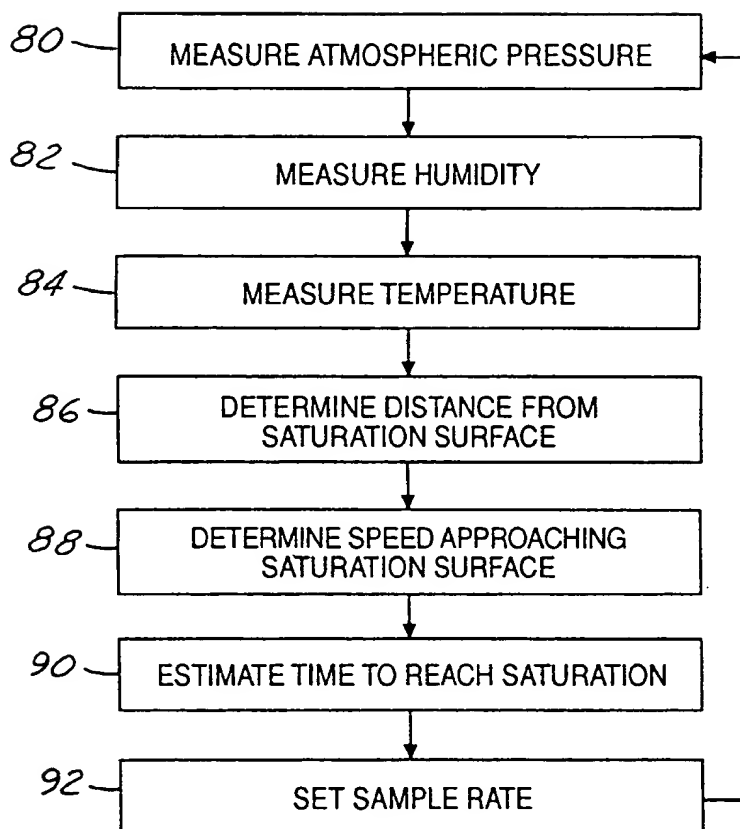 80
MEASURE ATMOSPHERIC PRESSURE
82
MEASURE HUMIDITY
84
MEASURE TEMPERATURE
86
DETERMINE DISTANCE FROM
SATURATION SURFACE
88
DETERMINE SPEED APPROACHING
SATURATION SURFACE
90
ESTIMATE TIME TO REACH SATURATION
92
SET SAMPLE RATE